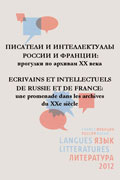 ПИСАТЕЛИ И ИНТЕЛЛЕКТУАЛЫ
РОССИИ И ФРАНЦИИ:
прогулки по архивам XX века
ECRIVAINS ET INTELLECTUELS
DE RUSSIE ET DE FRANCE:
une promenade dans les archives
du XXe siècle
LANGUES ЯЗЫК
LITTERATURES
ЛИТЕРАТУРА
2012